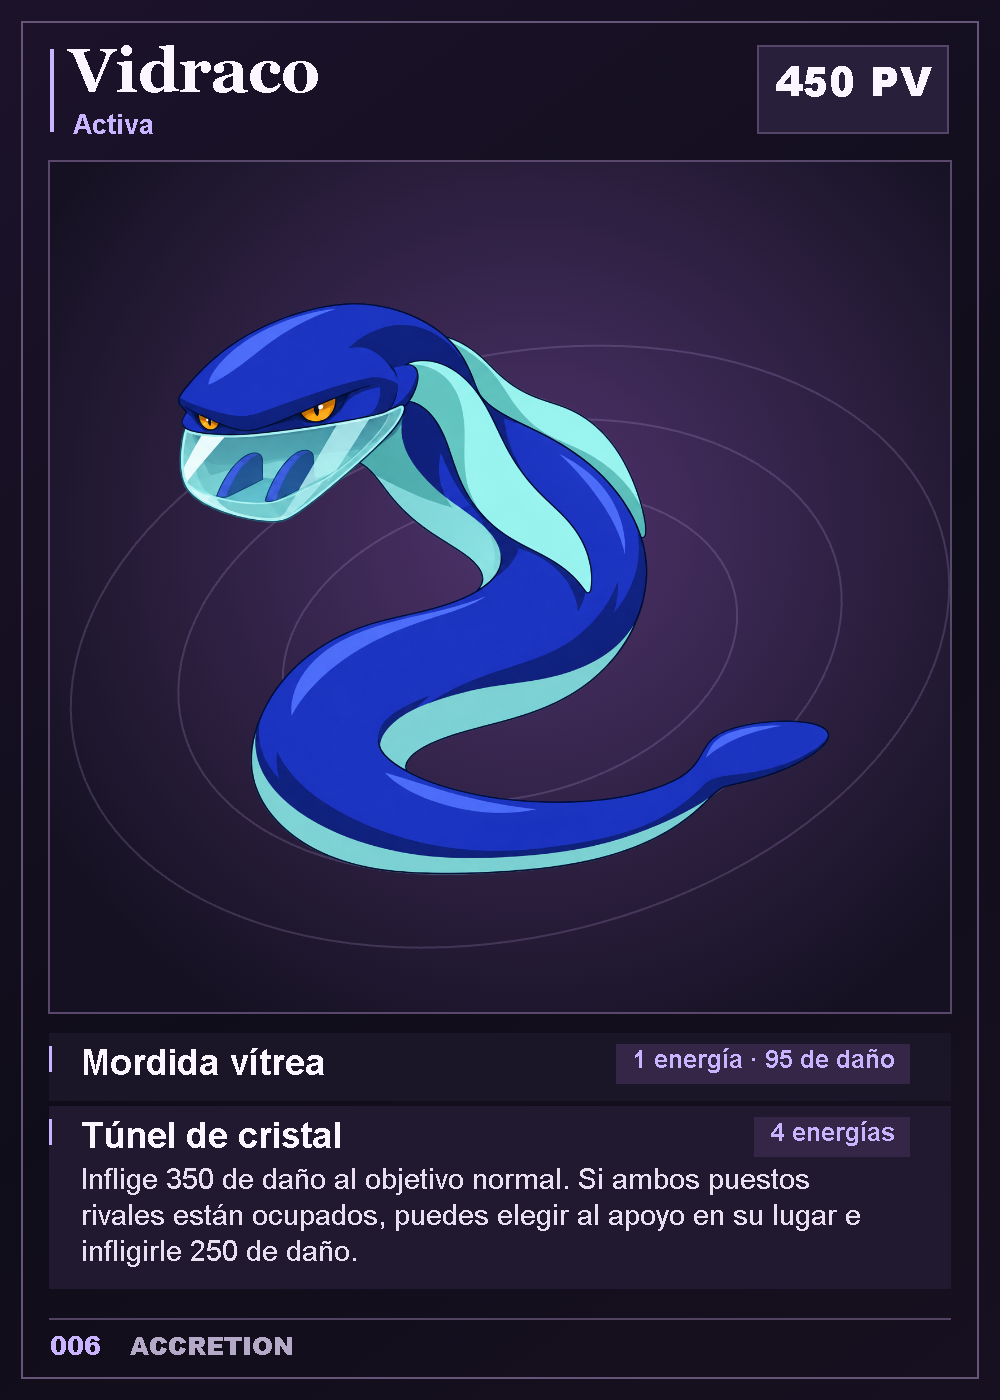 Vidraco
450 PV
Activa
Mordida vítrea
1 energía · 95 de daño
Túnel de cristal
4 energías
Inflige 350 de daño al objetivo normal. Si ambos puestos
rivales están ocupados, puedes elegir al apoyo en su lugar e
infligirle 250 de daño.
006 ACCRETION